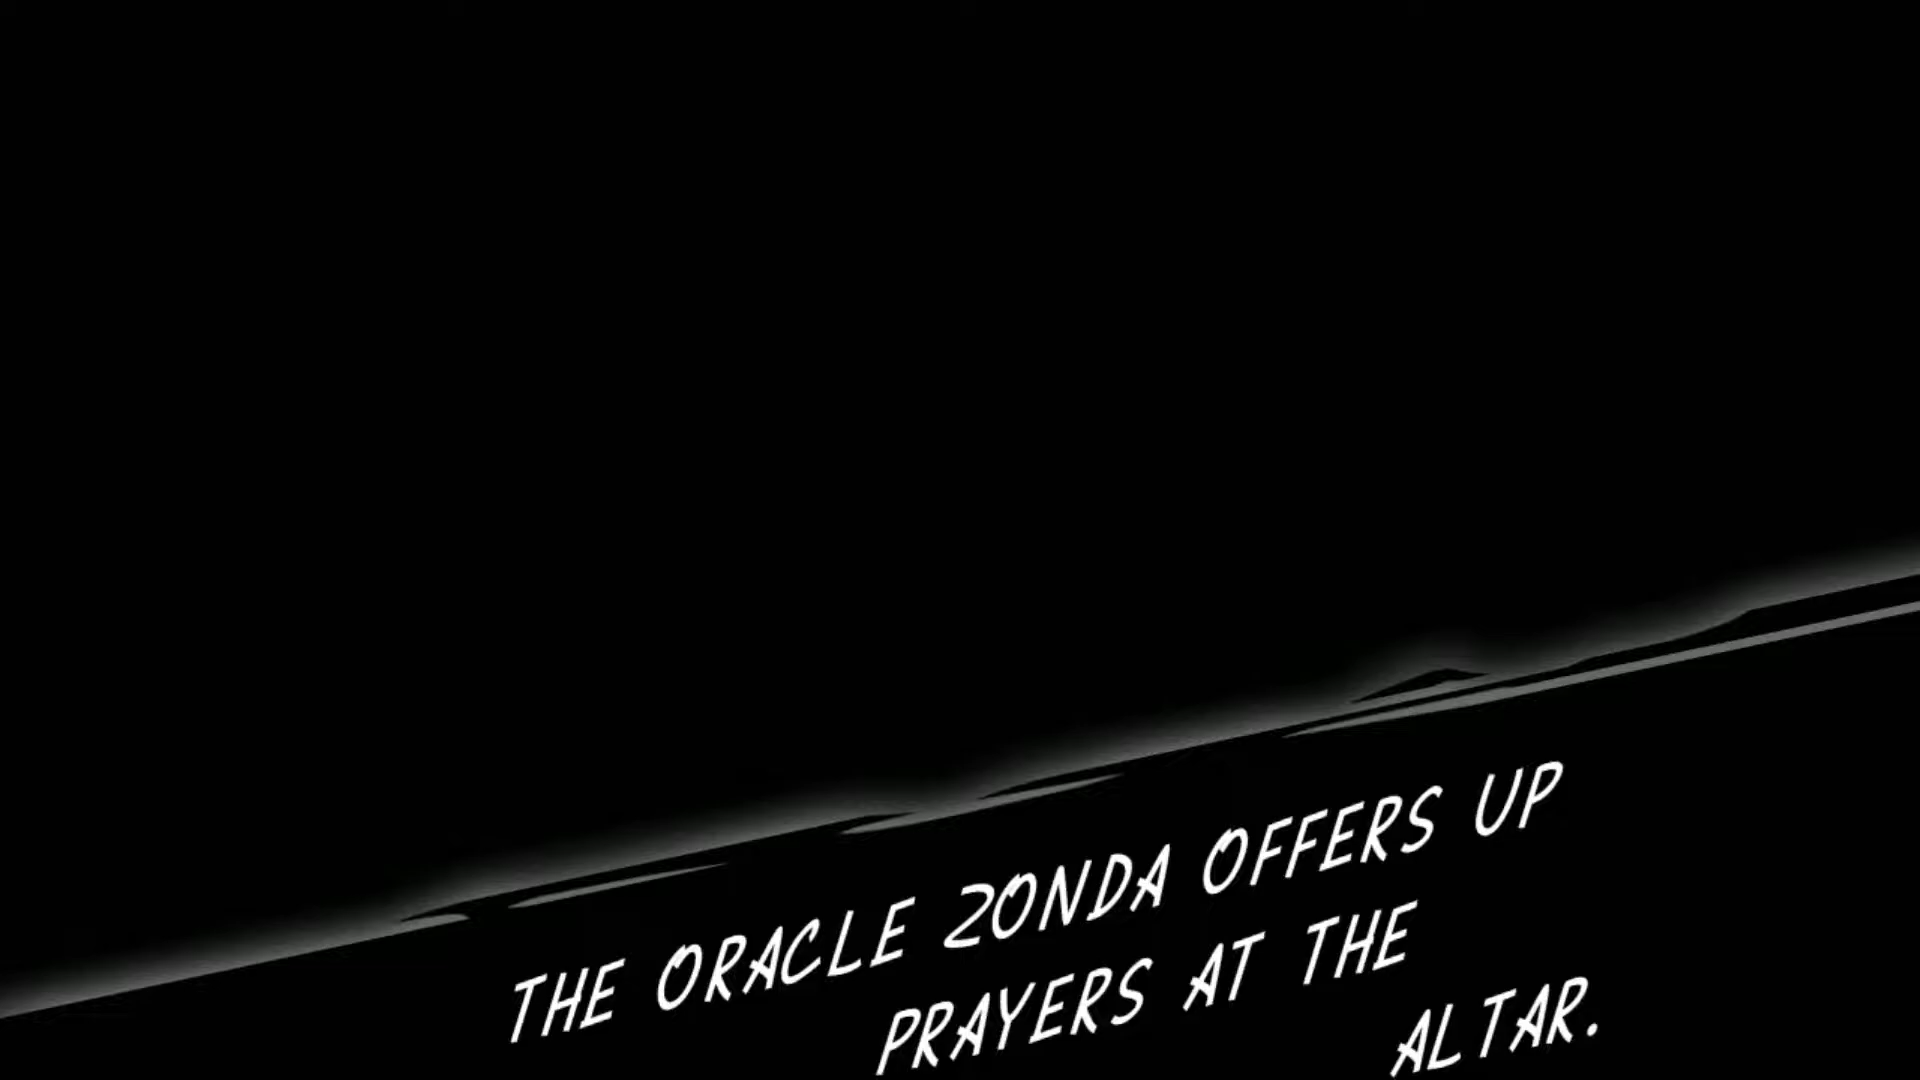 THE ORACLE ZONDA OFFERS UP
PRAYERS AT THE
ALTAR.